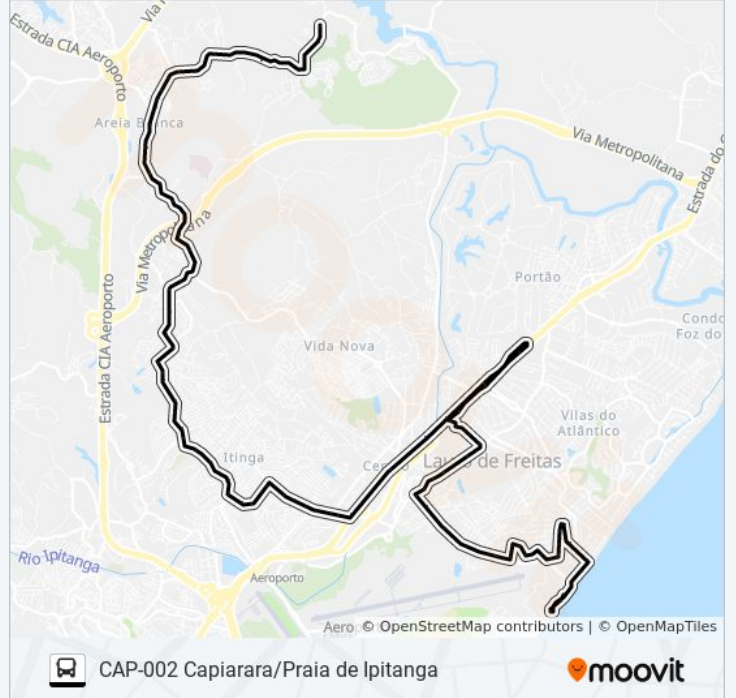 Via
Estrada CIA Aeroporto
Areia Branca
Via Metropolitana
Estrada do
Via Metropolitana
Portão
Condo
Foz do
Estrada CIA Aeroporto
Vida Nova
Vilas do
Atlântico
Itinga
Centro
Lauro de Freitas
Rio Ipitanga
Aeroporto
Aerop
© OpenStreetMap contributors | © OpenMapTiles
CAP-002 Capiarara/Praia de Ipitanga
moovit